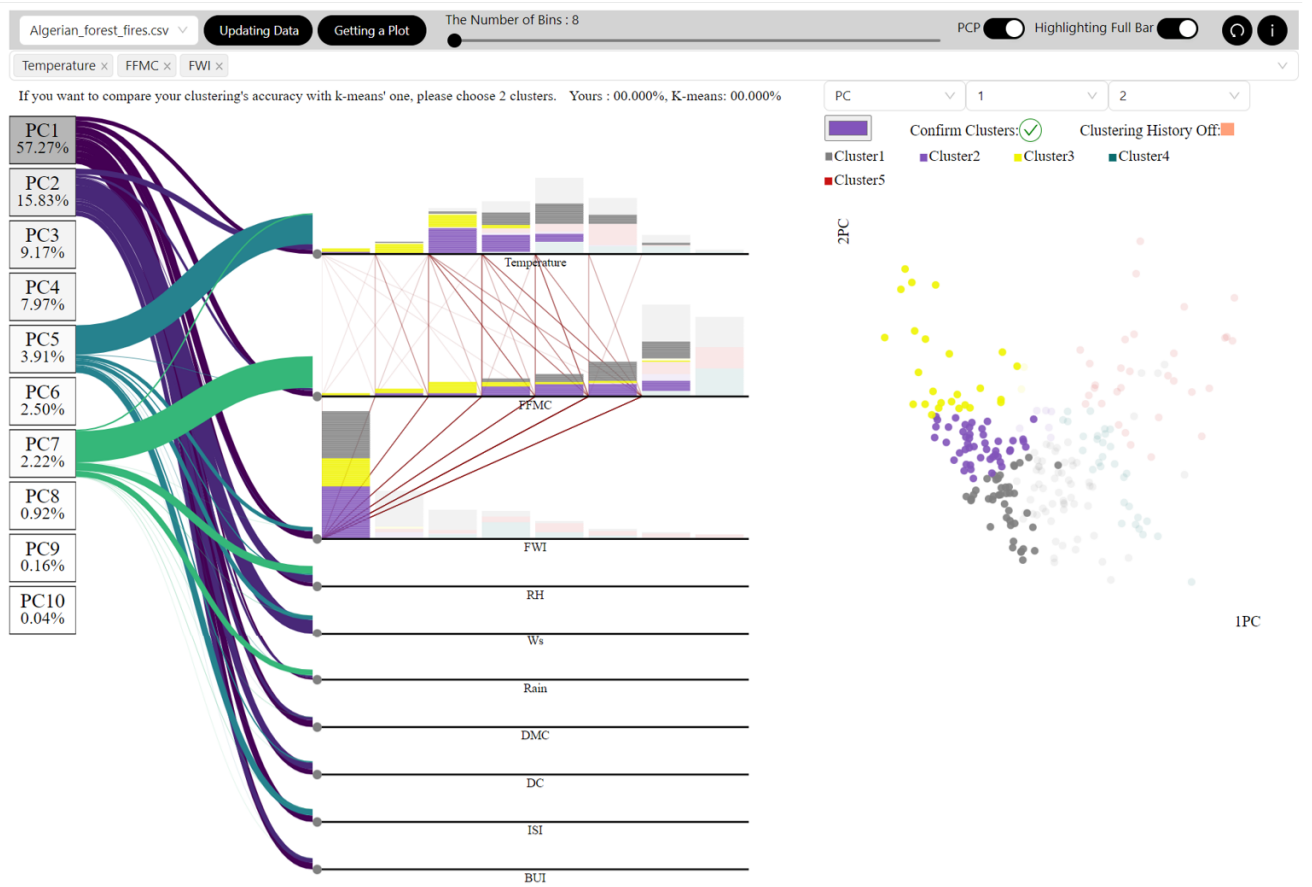 Algerian_forest_fires.csv
Updating Data
Getting a Plot
The Number of Bins : 8
PCP
Highlighting Full Bar
i
Temperature ×
FFMC ×
FWI ×
If you want to compare your clustering's accuracy with k-means' one, please choose 2 clusters. Yours : 00.000%, K-means: 00.000%
PC
1
2
Confirm Clusters:
Clustering History Off:
Cluster1
Cluster2
Cluster3
Cluster4
Cluster5
PC1
57.27%
PC2
15.83%
PC3
9.17%
PC4
7.97%
PC5
3.91%
PC6
2.50%
PC7
2.22%
PC8
0.92%
PC9
0.16%
PC10
0.04%
Temperature
FFMC
FWI
RH
Ws
Rain
DMC
DC
ISI
BUI
2PC
1PC